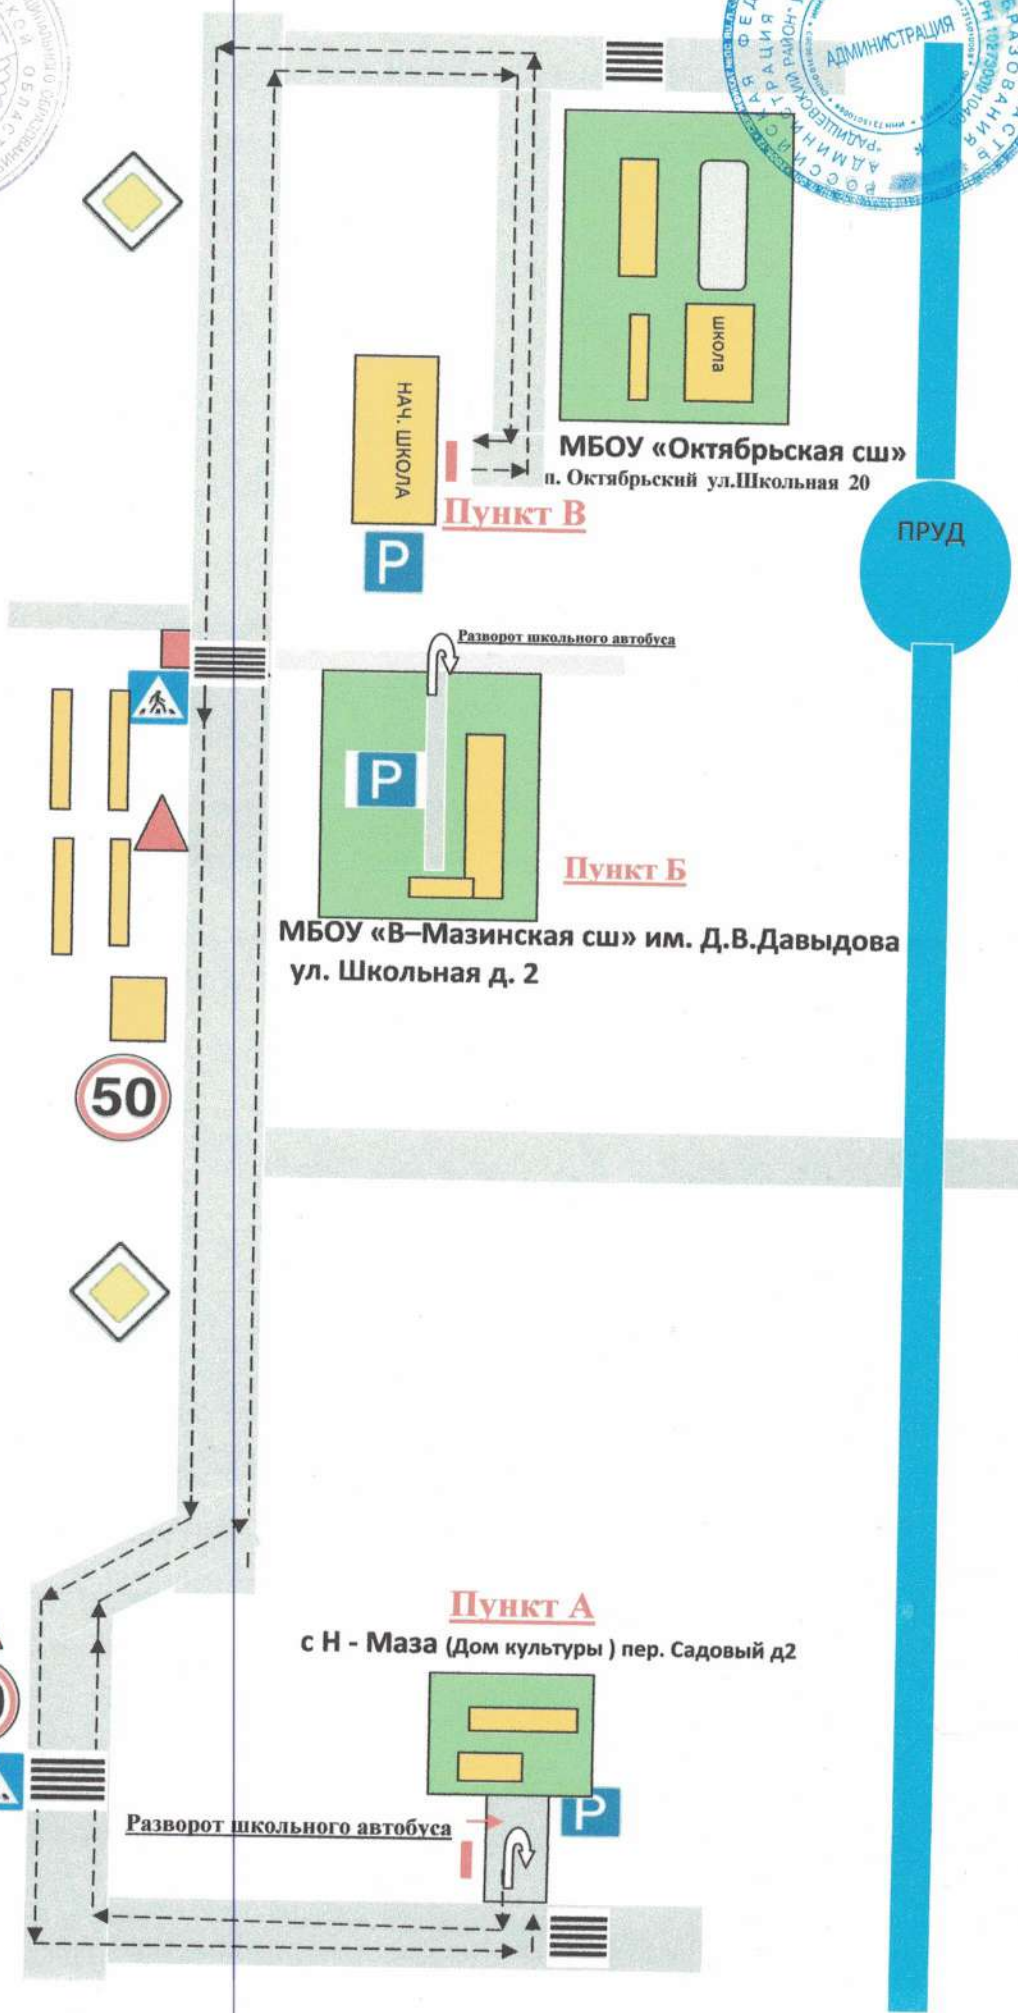 АДМИНИСТРАЦИЯ
школа
НАЧ. ШКОЛА
МБОУ «Октябрьская сш»
п. Октябрьский ул.Школьная 20
Пункт В
P
ПРУД
Разворот школьного автобуса
P
Пункт Б
МБОУ «В–Мазинская сш» им. Д.В.Давыдова
ул. Школьная д. 2
50
Пункт А
с Н - Маза (Дом культуры ) пер. Садовый д2
P
Разворот школьного автобуса